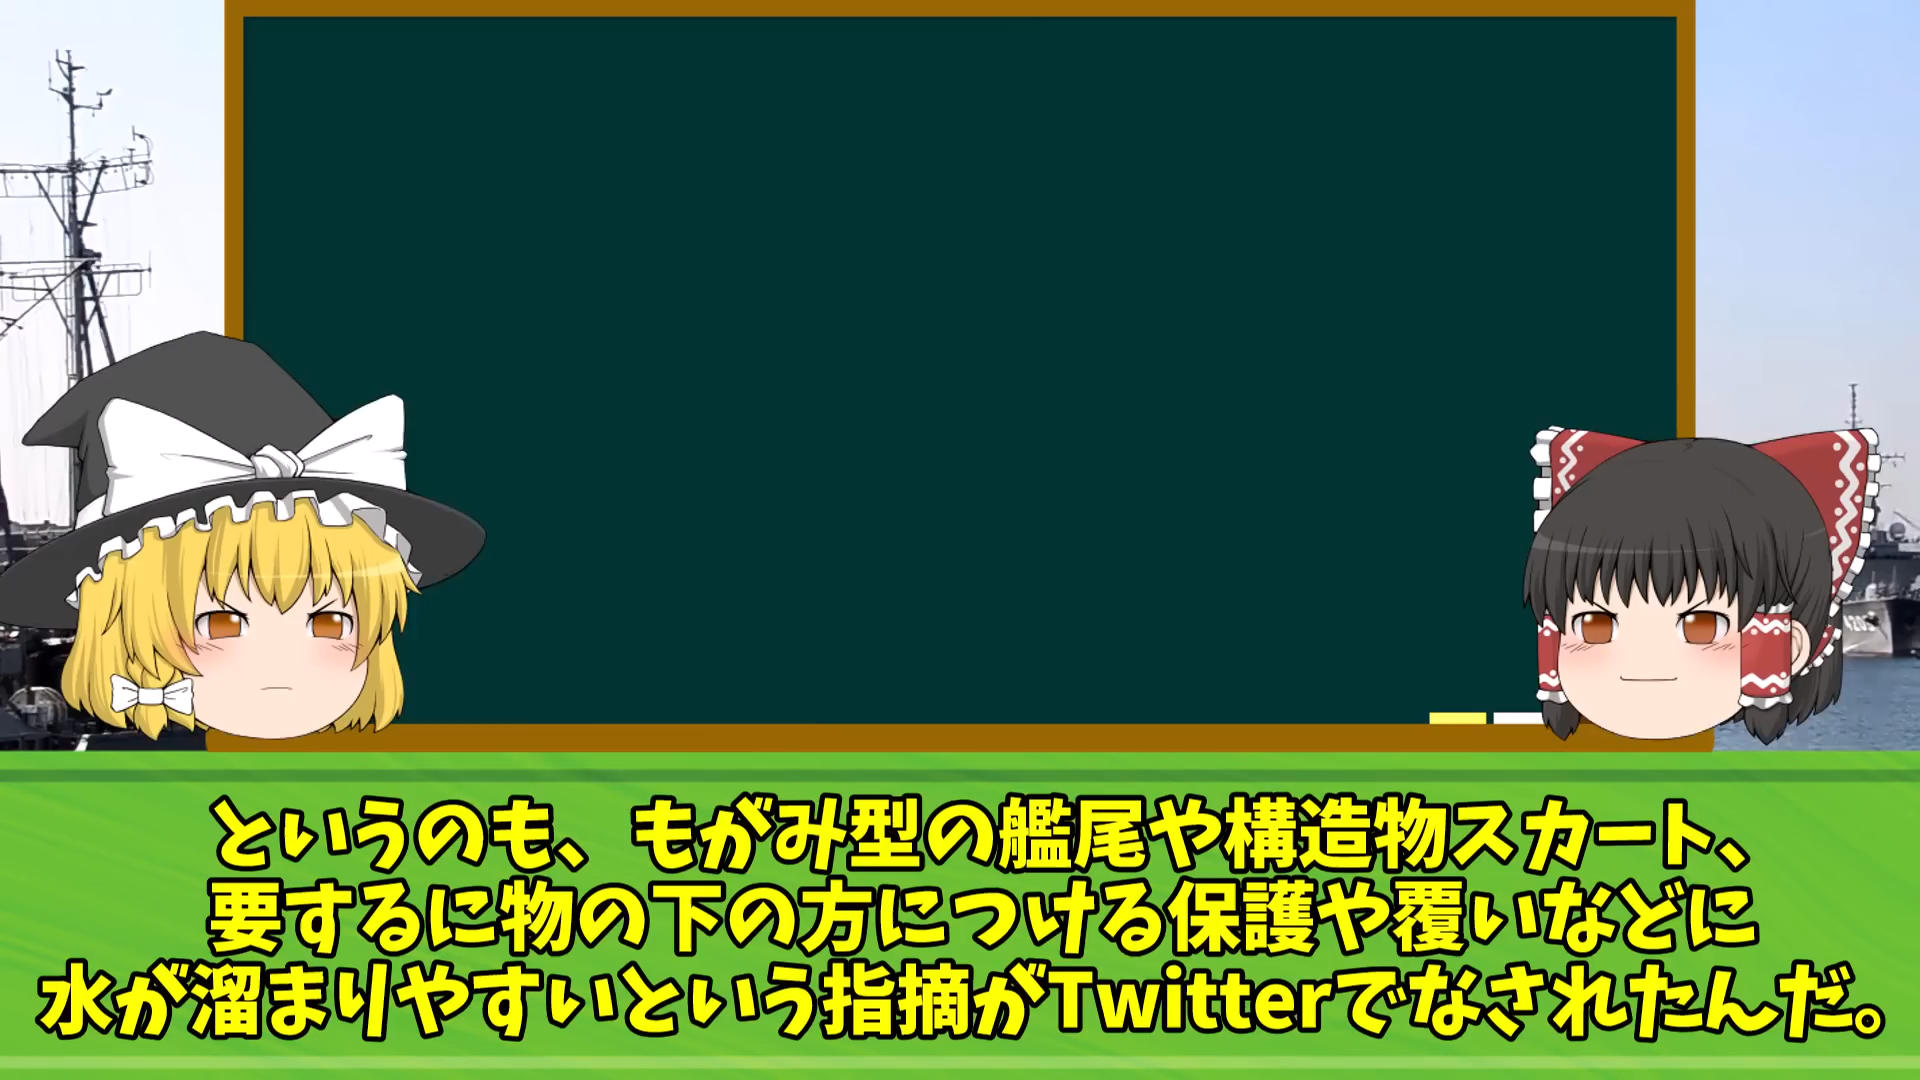 というのも、もがみ型の艦尾や構造物スカート、
要するに物の下の方につける保護や覆いなどに
水が溜まりやすいという指摘がTwitterでなされたんだ。